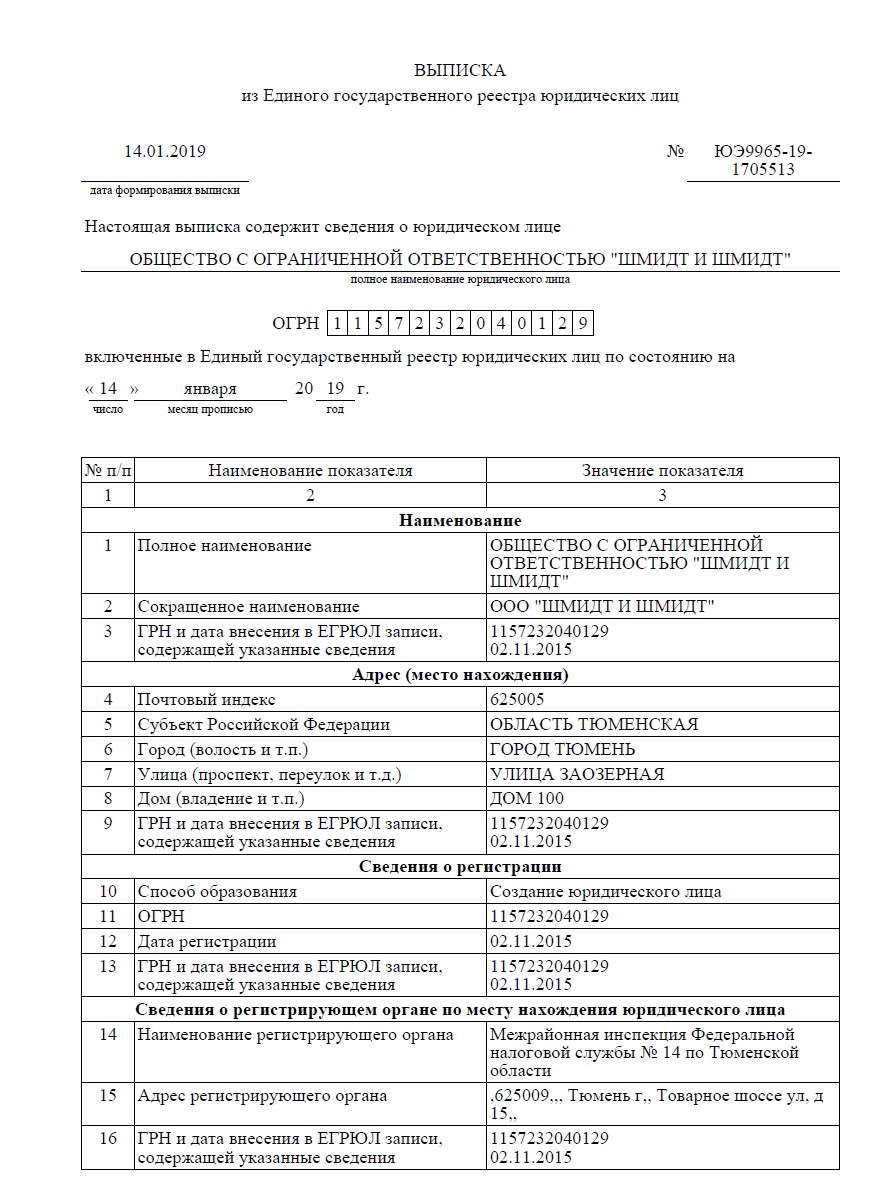 ВЫПИСКА
из Единого государственного реестра юридических лиц
14.01.2019 № ЮЭ9965-19-
1705513
дата формирования выписки
Настоящая выписка содержит сведения о юридическом лице
ОБЩЕСТВО С ОГРАНИЧЕННОЙ ОТВЕТСТВЕННОСТЬЮ "ШМИДТ И ШМИДТ"
полное наименование юридического лица
ОГРН 1 1 5 7 2 3 2 0 4 0 1 2 9
включенные в Единый государственный реестр юридических лиц по состоянию на
« 14 » января 20 19 г.
число месяц прописью год
№ п/п Наименование показателя Значение показателя
1 2 3
Наименование
1 Полное наименование ОБЩЕСТВО С ОГРАНИЧЕННОЙ
ОТВЕТСТВЕННОСТЬЮ "ШМИДТ И
ШМИДТ"
2 Сокращенное наименование ООО "ШМИДТ И ШМИДТ"
3 ГРН и дата внесения в ЕГРЮЛ записи, 1157232040129
содержащей указанные сведения 02.11.2015
Адрес (место нахождения)
4 Почтовый индекс 625005
5 Субъект Российской Федерации ОБЛАСТЬ ТЮМЕНСКАЯ
6 Город (волость и т.п.) ГОРОД ТЮМЕНЬ
7 Улица (проспект, переулок и т.д.) УЛИЦА ЗАОЗЕРНАЯ
8 Дом (владение и т.п.) ДОМ 100
9 ГРН и дата внесения в ЕГРЮЛ записи, 1157232040129
содержащей указанные сведения 02.11.2015
Сведения о регистрации
10 Способ образования Создание юридического лица
11 ОГРН 1157232040129
12 Дата регистрации 02.11.2015
13 ГРН и дата внесения в ЕГРЮЛ записи, 1157232040129
содержащей указанные сведения 02.11.2015
Сведения о регистрирующем органе по месту нахождения юридического лица
14 Наименование регистрирующего органа Межрайонная инспекция Федеральной
налоговой службы № 14 по Тюменской
области
15 Адрес регистрирующего органа ,625009,,, Тюмень г,, Товарное шоссе ул, д
15,,
16 ГРН и дата внесения в ЕГРЮЛ записи, 1157232040129
содержащей указанные сведения 02.11.2015